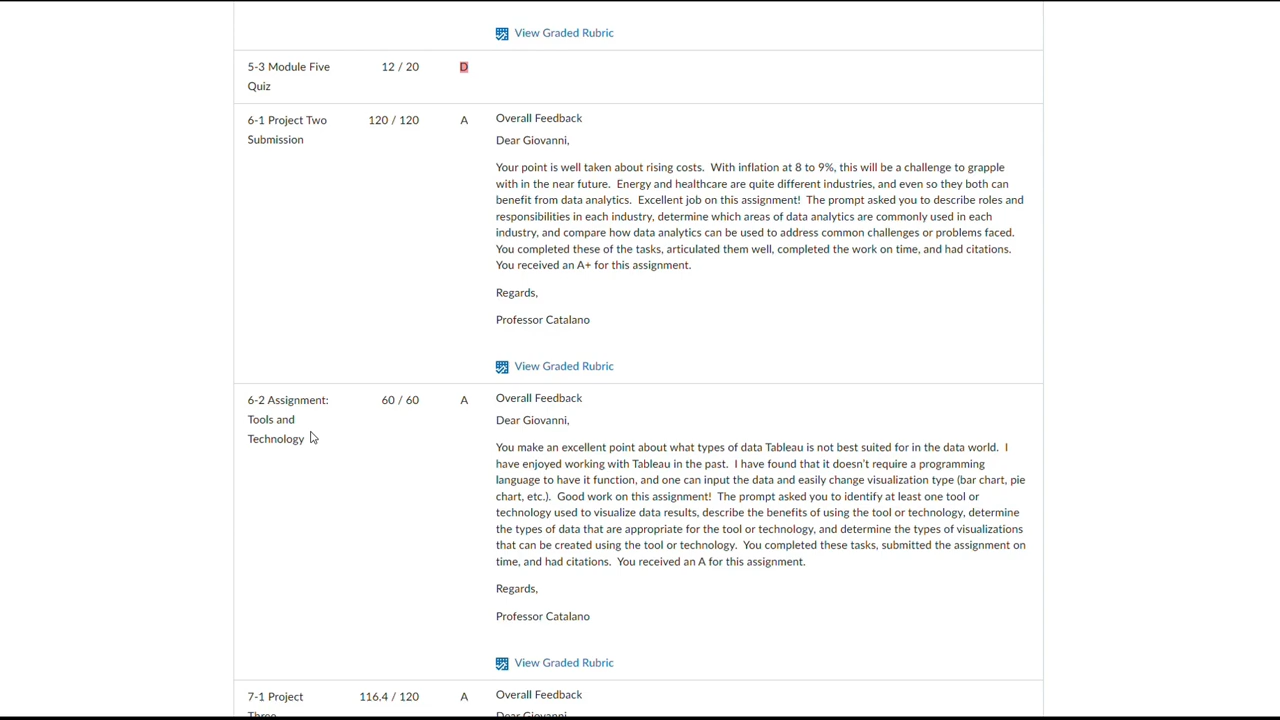 View Graded Rubric
5-3 Module Five
Quiz
12 / 20
D
6-1 Project Two
Submission
120 / 120
A
Overall Feedback
Dear Giovanni,
Your point is well taken about rising costs.  With inflation at 8 to 9%, this will be a challenge to grapple
with in the near future.  Energy and healthcare are quite different industries, and even so they both can
benefit from data analytics.  Excellent job on this assignment!  The prompt asked you to describe roles and
responsibilities in each industry, determine which areas of data analytics are commonly used in each
industry, and compare how data analytics can be used to address common challenges or problems faced.
You completed these of the tasks, articulated them well, completed the work on time, and had citations.
You received an A+ for this assignment.
Regards,
Professor Catalano
View Graded Rubric
6-2 Assignment:
Tools and
Technology
60 / 60
A
Overall Feedback
Dear Giovanni,
You make an excellent point about what types of data Tableau is not best suited for in the data world.  I
have enjoyed working with Tableau in the past.  I have found that it doesn't require a programming
language to have it function, and one can input the data and easily change visualization type (bar chart, pie
chart, etc.).  Good work on this assignment!  The prompt asked you to identify at least one tool or
technology used to visualize data results, describe the benefits of using the tool or technology, determine
the types of data that are appropriate for the tool or technology, and determine the types of visualizations
that can be created using the tool or technology.  You completed these tasks, submitted the assignment on
time, and had citations.  You received an A for this assignment.
Regards,
Professor Catalano
View Graded Rubric
7-1 Project
Three
116.4 / 120
A
Overall Feedback
Dear Giovanni,